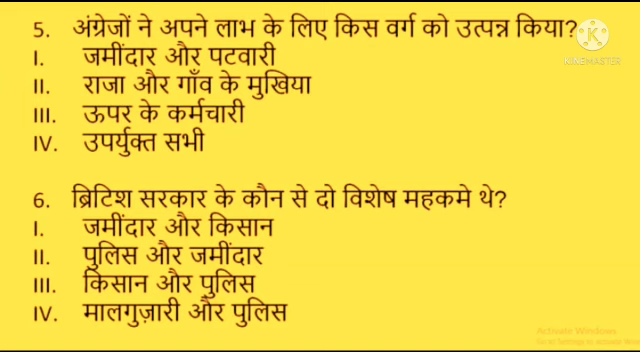 5. अंग्रेजों ने अपने लाभ के लिए किस वर्ग को उत्पन्न किया?
I. जमींदार और पटवारी
II. राजा और गाँव के मुखिया
III. ऊपर के कर्मचारी
IV. उपर्युक्त सभी
6. ब्रिटिश सरकार के कौन से दो विशेष महकमे थे?
I. जमींदार और किसान
II. पुलिस और जमींदार
III. किसान और पुलिस
IV. मालगुज़ारी और पुलिस
KINEMASTER
Activate Windows